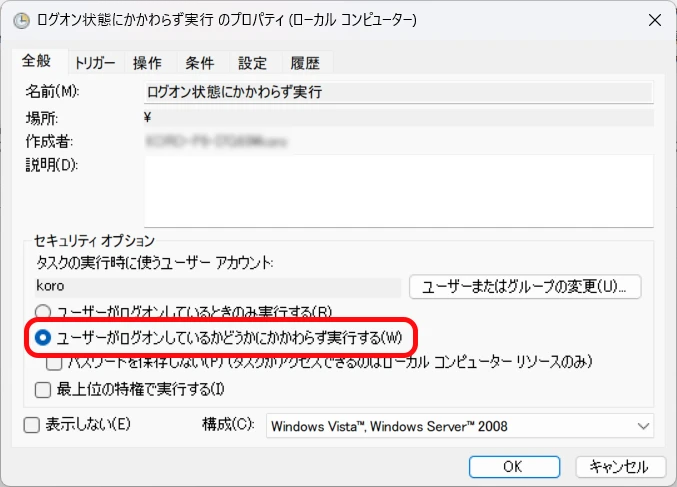 ログオン状態にかかわらず実行 のプロパティ (ローカル コンピューター)
全般 トリガー 操作 条件 設定 履歴
名前(M): ログオン状態にかかわらず実行
場所: ¥
作成者:
説明(D):
セキュリティ オプション
タスクの実行時に使うユーザー アカウント:
koro ユーザーまたはグループの変更(U)...
ユーザーがログオンしているときのみ実行する(R)
ユーザーがログオンしているかどうかにかかわらず実行する(W)
パスワードを保存しない(P) (タスクがアクセスできるのはローカル コンピューター リソースのみ)
最上位の特権で実行する(I)
表示しない(E) 構成(C): Windows Vista™, Windows Server™ 2008
OK キャンセル